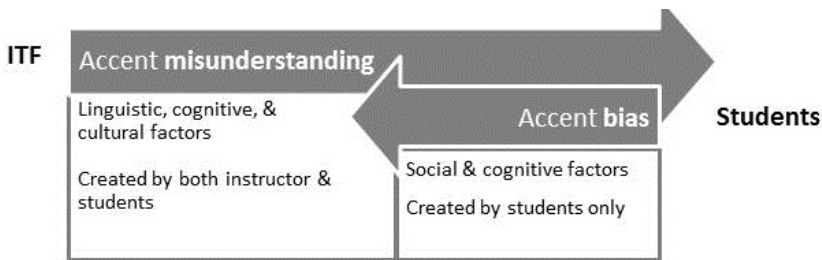 ITF
Accent misunderstanding
Linguistic, cognitive, &
cultural factors
Created by both instructor &
students
Accent bias
Social & cognitive factors
Created by students only
Students